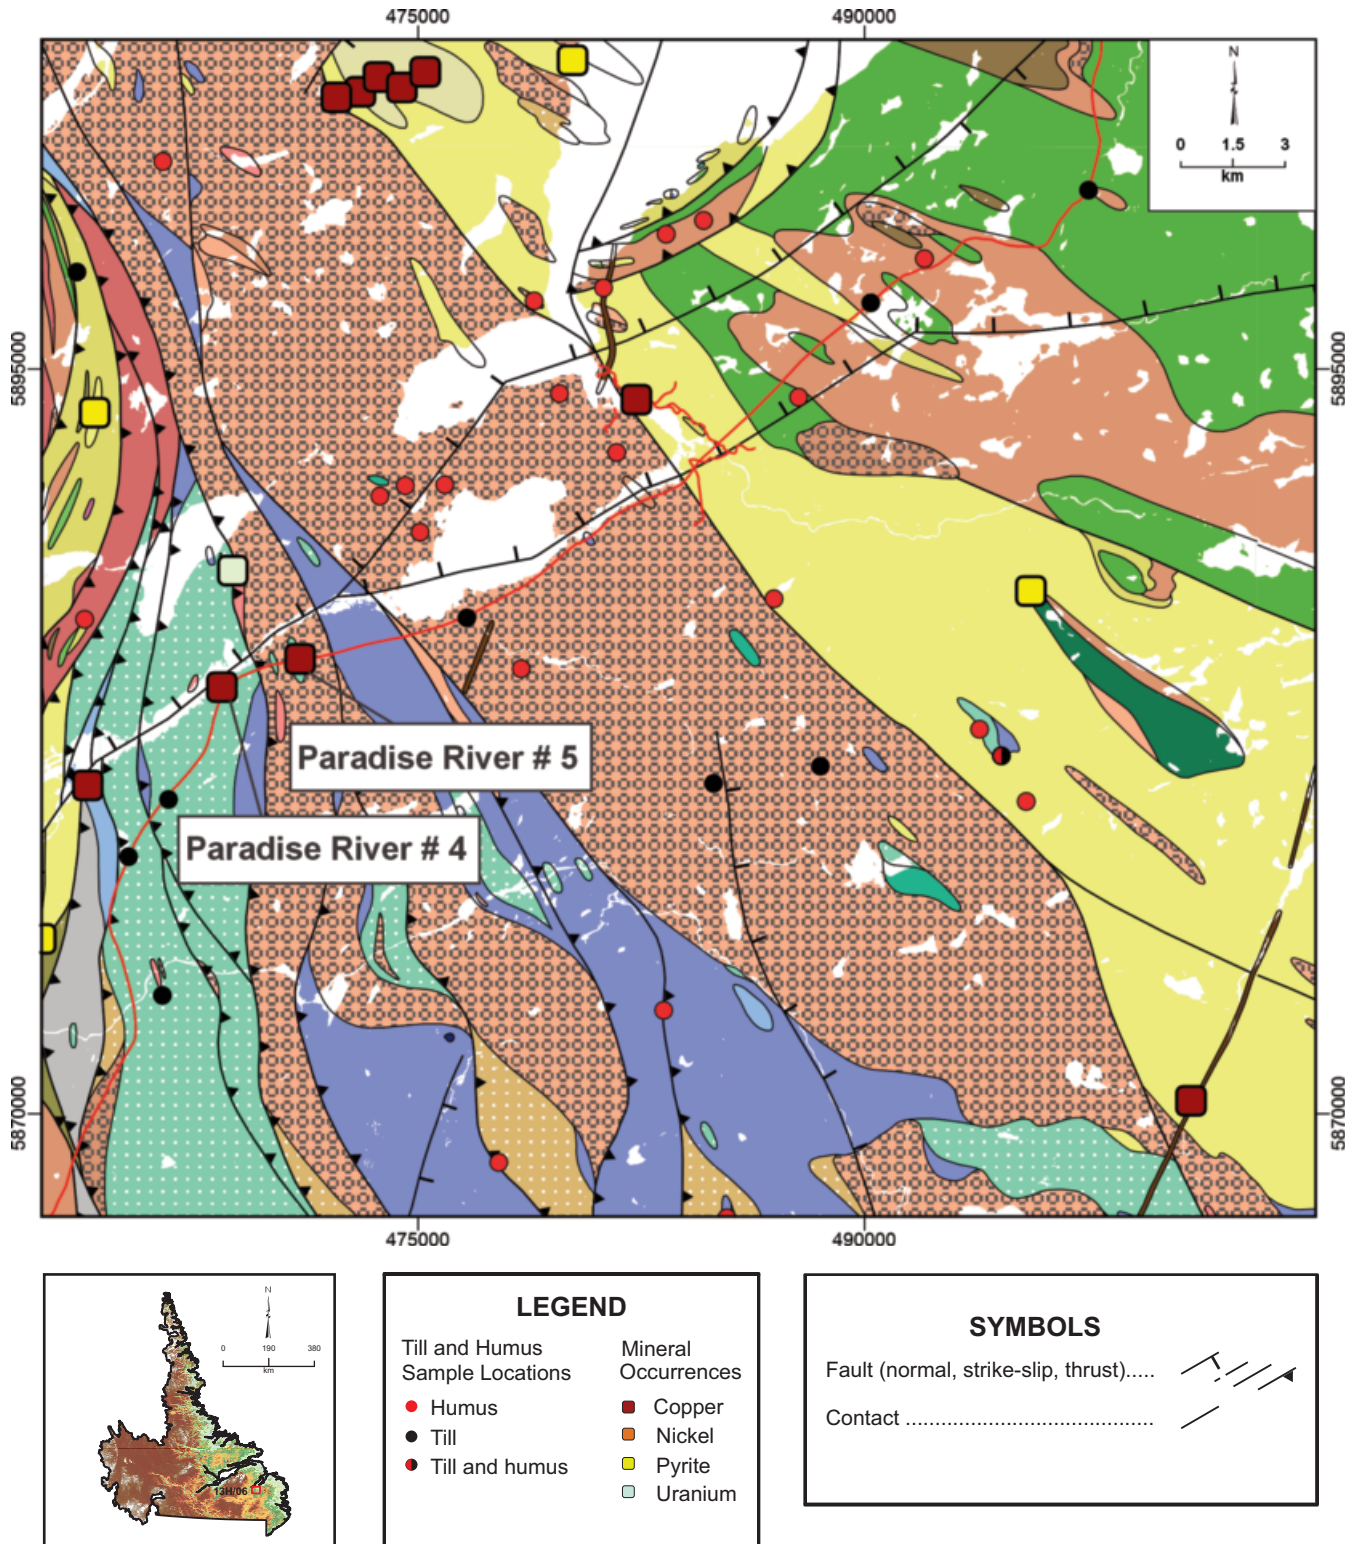 475000
490000
N
0 1.5 3
km
5895000
5895000
Paradise River # 5
Paradise River # 4
5870000
5870000
475000
490000
N
0 190 380
km
13H/06
LEGEND
Till and Humus
Sample Locations
Humus
Till
Till and humus
Mineral
Occurrences
Copper
Nickel
Pyrite
Uranium
SYMBOLS
Fault (normal, strike-slip, thrust).....
Contact ..........................................